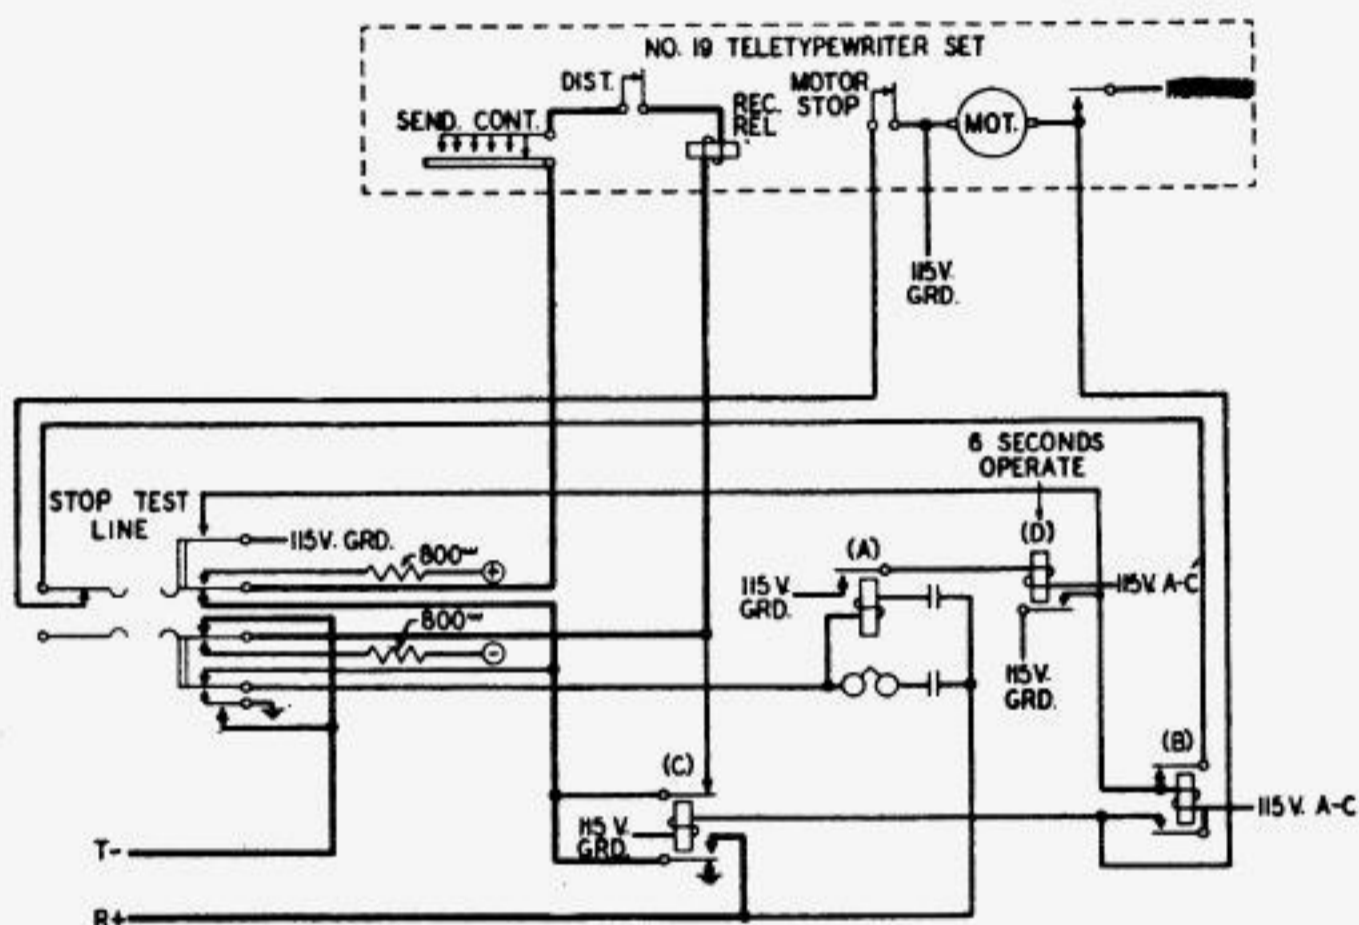 NO. 19 TELETYPEWRITER SET
DIST.
MOTOR
STOP
SEND. CONT.
REC.
REL
MOT.
115V.
GRD.
6 SECONDS
OPERATE
STOP TEST
LINE
115V. GRD.
800
+
(A)
(D)
115 V.
GRD.
115V. A-C
800
-
115V.
GRD.
(B)
(C)
115 V.
GRD.
115V. A-C
T-
R+